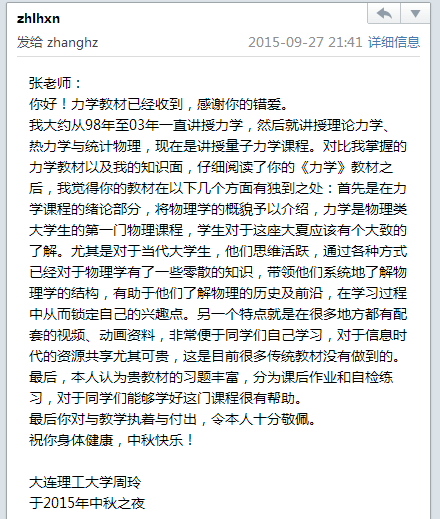 zhlhxn
发给 zhanghz
2015-09-27 21:41 详细信息
张老师：
你好！力学教材已经收到，感谢你的错爱。
我大约从98年至03年一直讲授力学，然后就讲授理论力学、
热力学与统计物理，现在是讲授量子力学课程。对比我掌握的
力学教材以及我的知识面，仔细阅读了你的《力学》教材之
后，我觉得你的教材在以下几个方面有独到之处：首先是在力
学课程的绪论部分，将物理学的概貌予以介绍，力学是物理类
大学生的第一门物理课程，学生对于这座大夏应该有个大致的
了解。尤其是对于当代大学生，他们思维活跃，通过各种方式
已经对于物理学有了一些零散的知识，带领他们系统地了解物
理学的结构，有助于他们了解物理的历史及前沿，在学习过程
中从而锁定自己的兴趣点。另一个特点就是在很多地方都有配
套的视频、动画资料，非常便于同学们自己学习，对于信息时
代的资源共享尤其可贵，这是目前很多传统教材没有做到的。
最后，本人认为贵教材的习题丰富，分为课后作业和自检练
习，对于同学们能够学好这门课程很有帮助。
最后你对与教学执着与付出，令本人十分敬佩。
祝你身体健康，中秋快乐！
大连理工大学周玲
于2015年中秋之夜